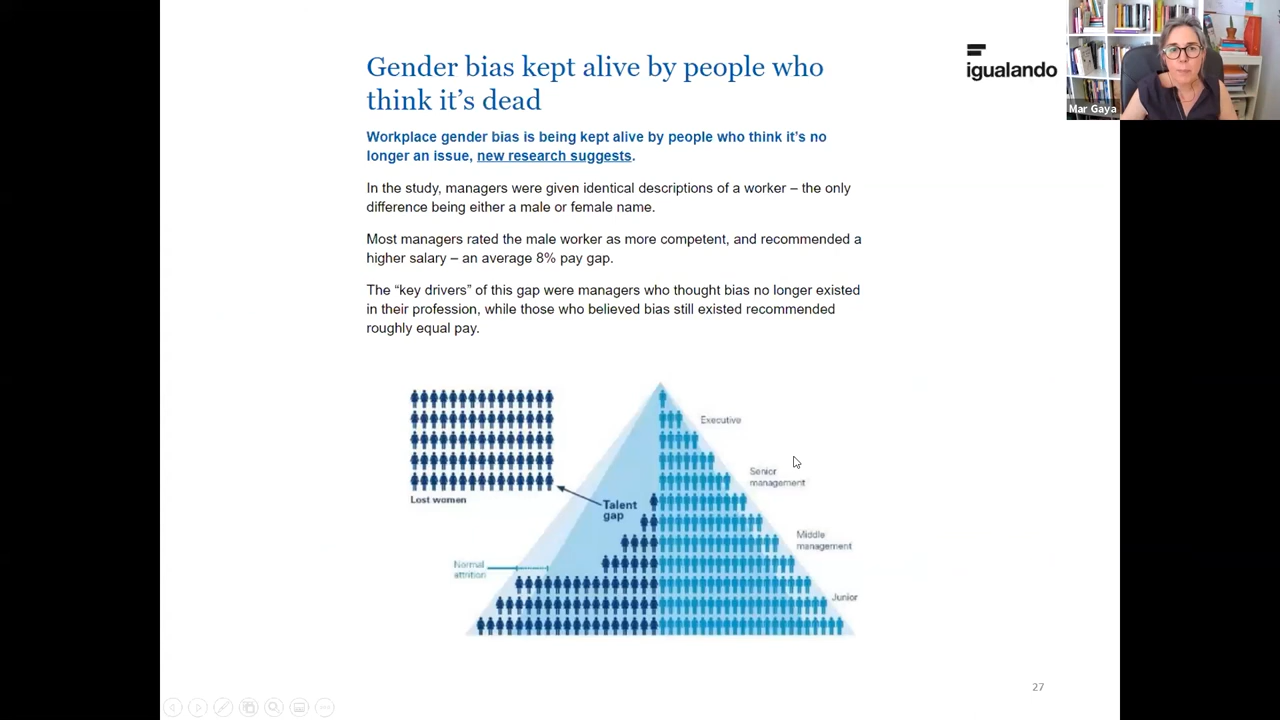 Gender bias kept alive by people who
think it’s dead
igualando
Mar Gaya
Workplace gender bias is being kept alive by people who think it’s no
longer an issue, new research suggests.
In the study, managers were given identical descriptions of a worker – the only
difference being either a male or female name.
Most managers rated the male worker as more competent, and recommended a
higher salary – an average 8% pay gap.
The “key drivers” of this gap were managers who thought bias no longer existed
in their profession, while those who believed bias still existed recommended
roughly equal pay.
Executive
Senior
management
Lost women
Talent
gap
Middle
management
Normal
attrition
Junior
27